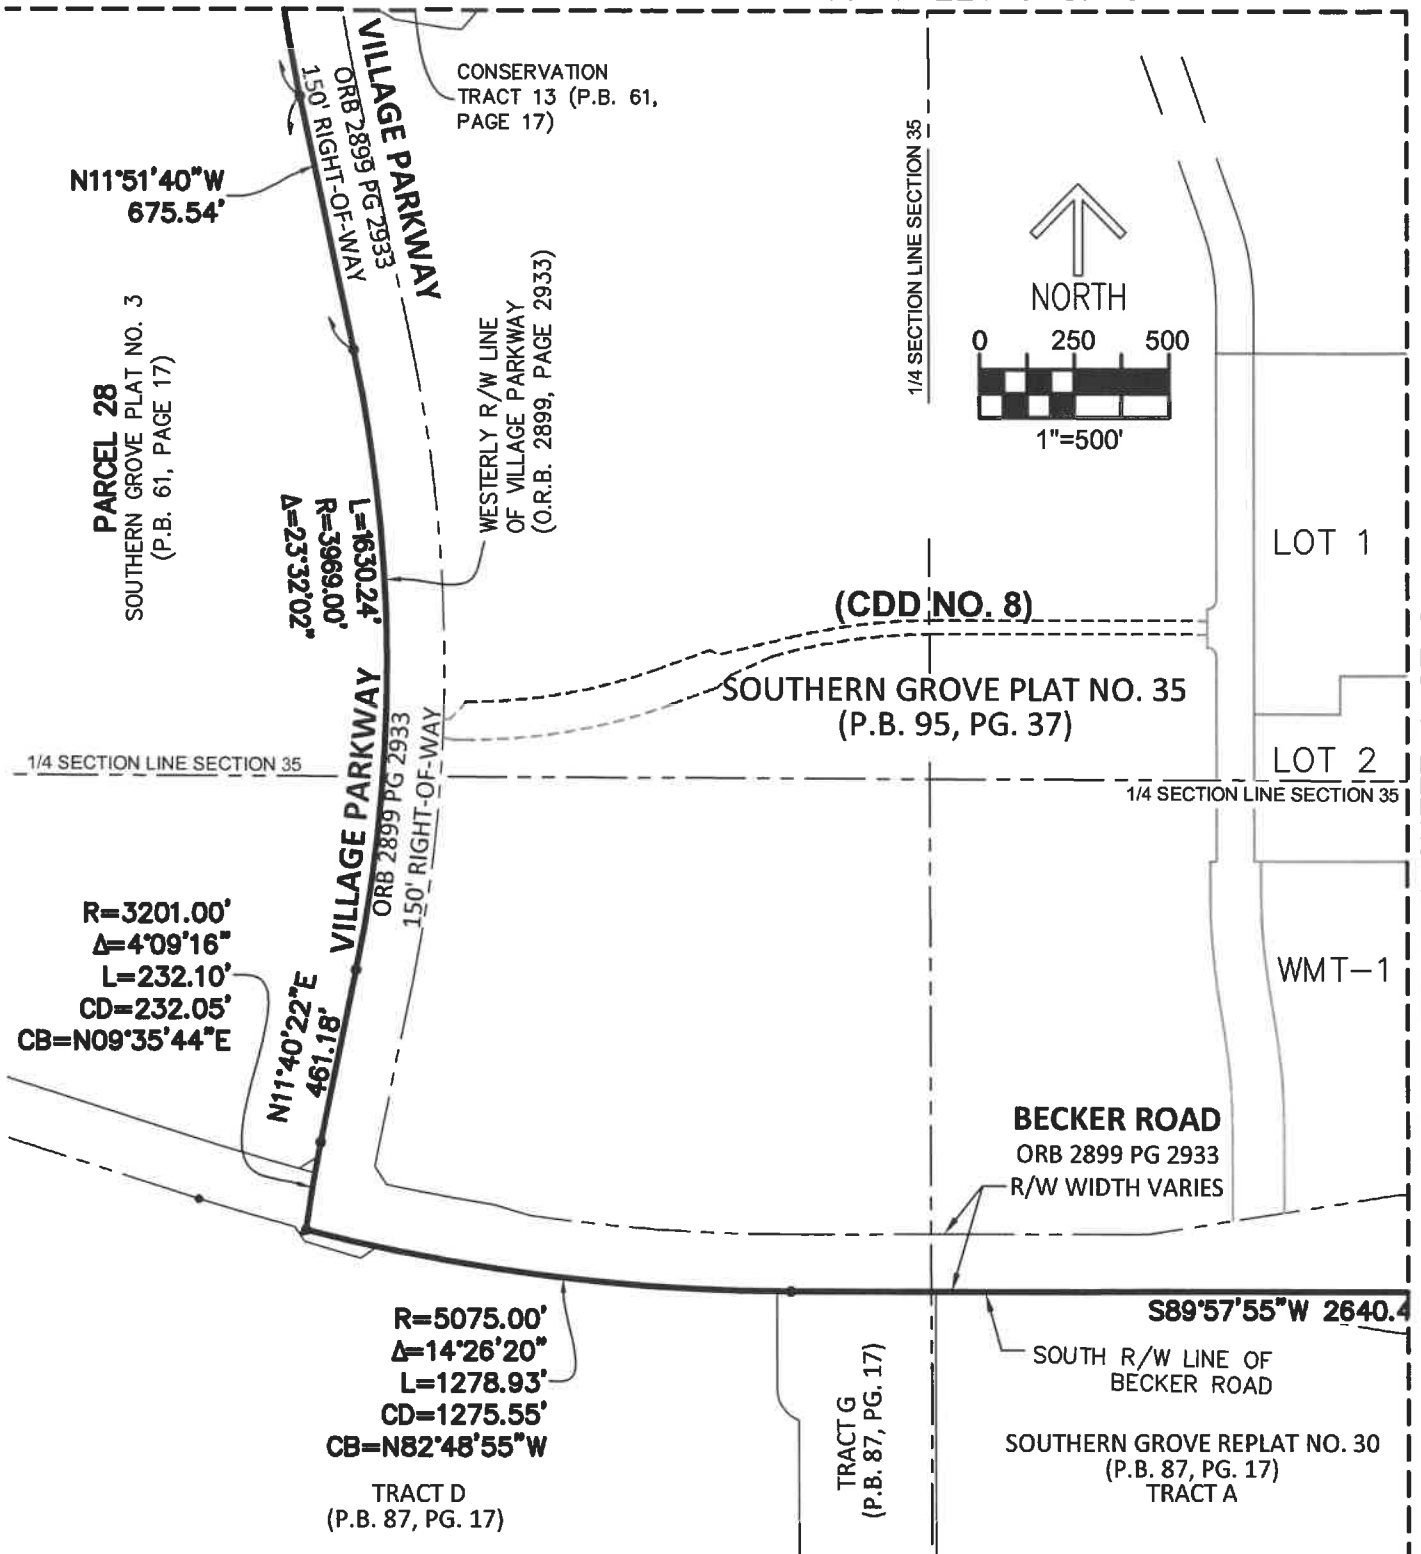 VILLAGE PARKWAY
ORB 2899 PG 2933
150' RIGHT-OF-WAY
CONSERVATION
TRACT 13 (P.B. 61,
PAGE 17)
N11°51'40"W
675.54'
1/4 SECTION LINE SECTION 35
NORTH
0 250 500
1"=500'
PARCEL 28
SOUTHERN GROVE PLAT NO. 3
(P.B. 61, PAGE 17)
WESTERLY R/W LINE
OF VILLAGE PARKWAY
(O.R.B. 2899, PAGE 2933)
L=1630.24'
R=3969.00'
Δ=23°32'02"
LOT 1
(CDD NO. 8)
SOUTHERN GROVE PLAT NO. 35
(P.B. 95, PG. 37)
1/4 SECTION LINE SECTION 35
VILLAGE PARKWAY
ORB 2899 PG 2933
150' RIGHT-OF-WAY
LOT 2
1/4 SECTION LINE SECTION 35
R=3201.00'
Δ=4°09'16"
L=232.10'
CD=232.05'
CB=N09°35'44"E
N11°40'22"E
461.18'
WMT-1
BECKER ROAD
ORB 2899 PG 2933
R/W WIDTH VARIES
S89°57'55"W 2640.4
R=5075.00'
Δ=14°26'20"
L=1278.93'
CD=1275.55'
CB=N82°48'55"W
SOUTH R/W LINE OF
BECKER ROAD
TRACT G
(P.B. 87, PG. 17)
SOUTHERN GROVE REPLAT NO. 30
(P.B. 87, PG. 17)
TRACT A
TRACT D
(P.B. 87, PG. 17)